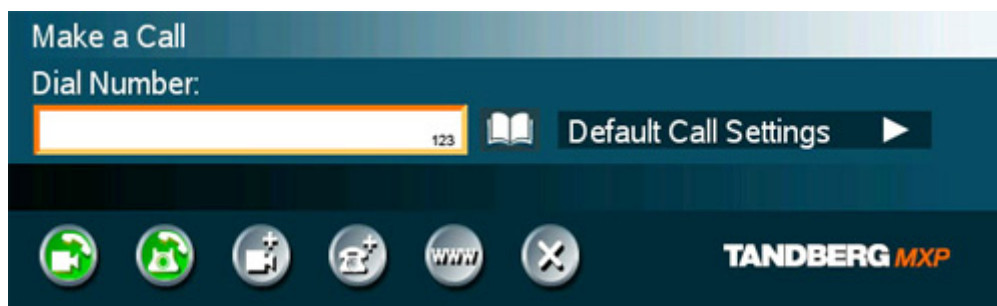 Make a Call
Dial Number:
123
Default Call Settings
www
TANDBERG MXP